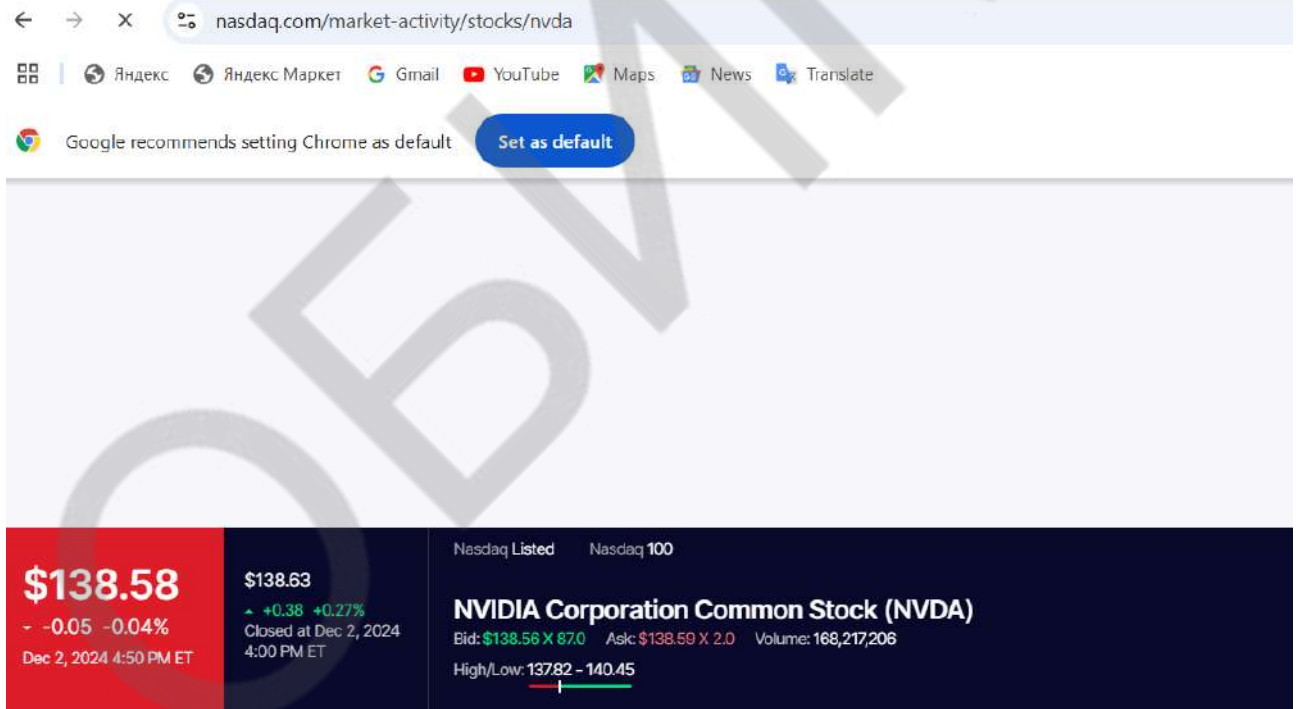 nasdaq.com/market-activity/stocks/nvda
Яндекс Яндекс Маркет Gmail YouTube Maps News Translate
Google recommends setting Chrome as default Set as default
Nasdaq Listed Nasdaq 100
$138.58
-0.05 -0.04%
Dec 2, 2024 4:50 PM ET
$138.63
+0.38 +0.27%
Closed at Dec 2, 2024
4:00 PM ET
NVIDIA Corporation Common Stock (NVDA)
Bid: $138.56 X 87.0 Ask: $138.59 X 2.0 Volume: 168,217,206
High/Low: 137.82 – 140.45
ОБИ